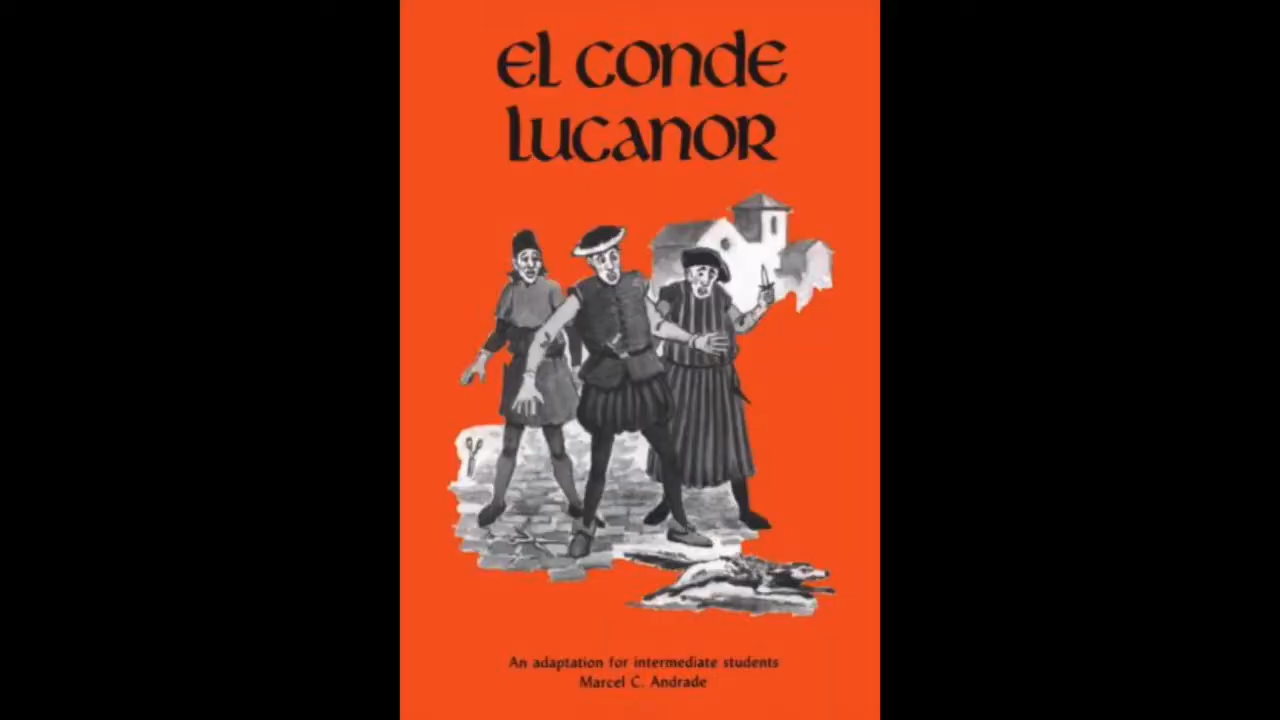 El Conde
Lucanor
An adaptation for intermediate students
Marcel C. Andrade